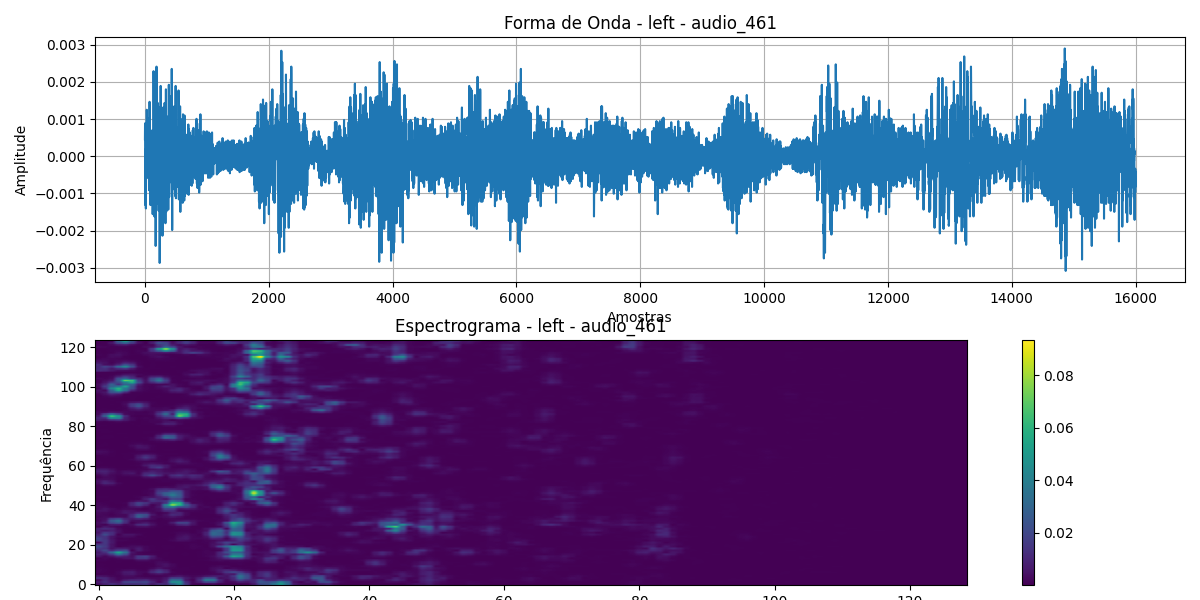 Forma de Onda - left - audio_461
0.003
0.002
0.001
0.000
−0.001
−0.002
−0.003
Amplitude
0 2000 4000 6000 8000 10000 12000 14000 16000
Amostras
Espectrograma - left - audio_461
120
100
80
60
40
20
0
Frequência
0.08
0.06
0.04
0.02
0 20 40 60 80 100 120